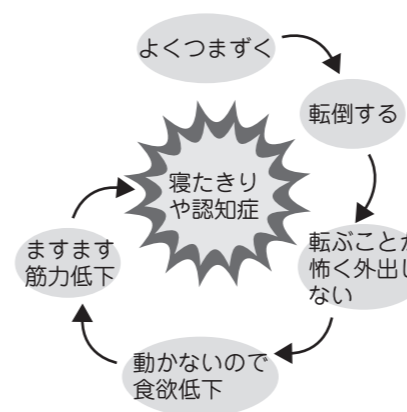 よくつまずく
転倒する
転ぶことが
怖く外出し
ない
動かないので
食欲低下
ますます
筋力低下
寝たきり
や認知症